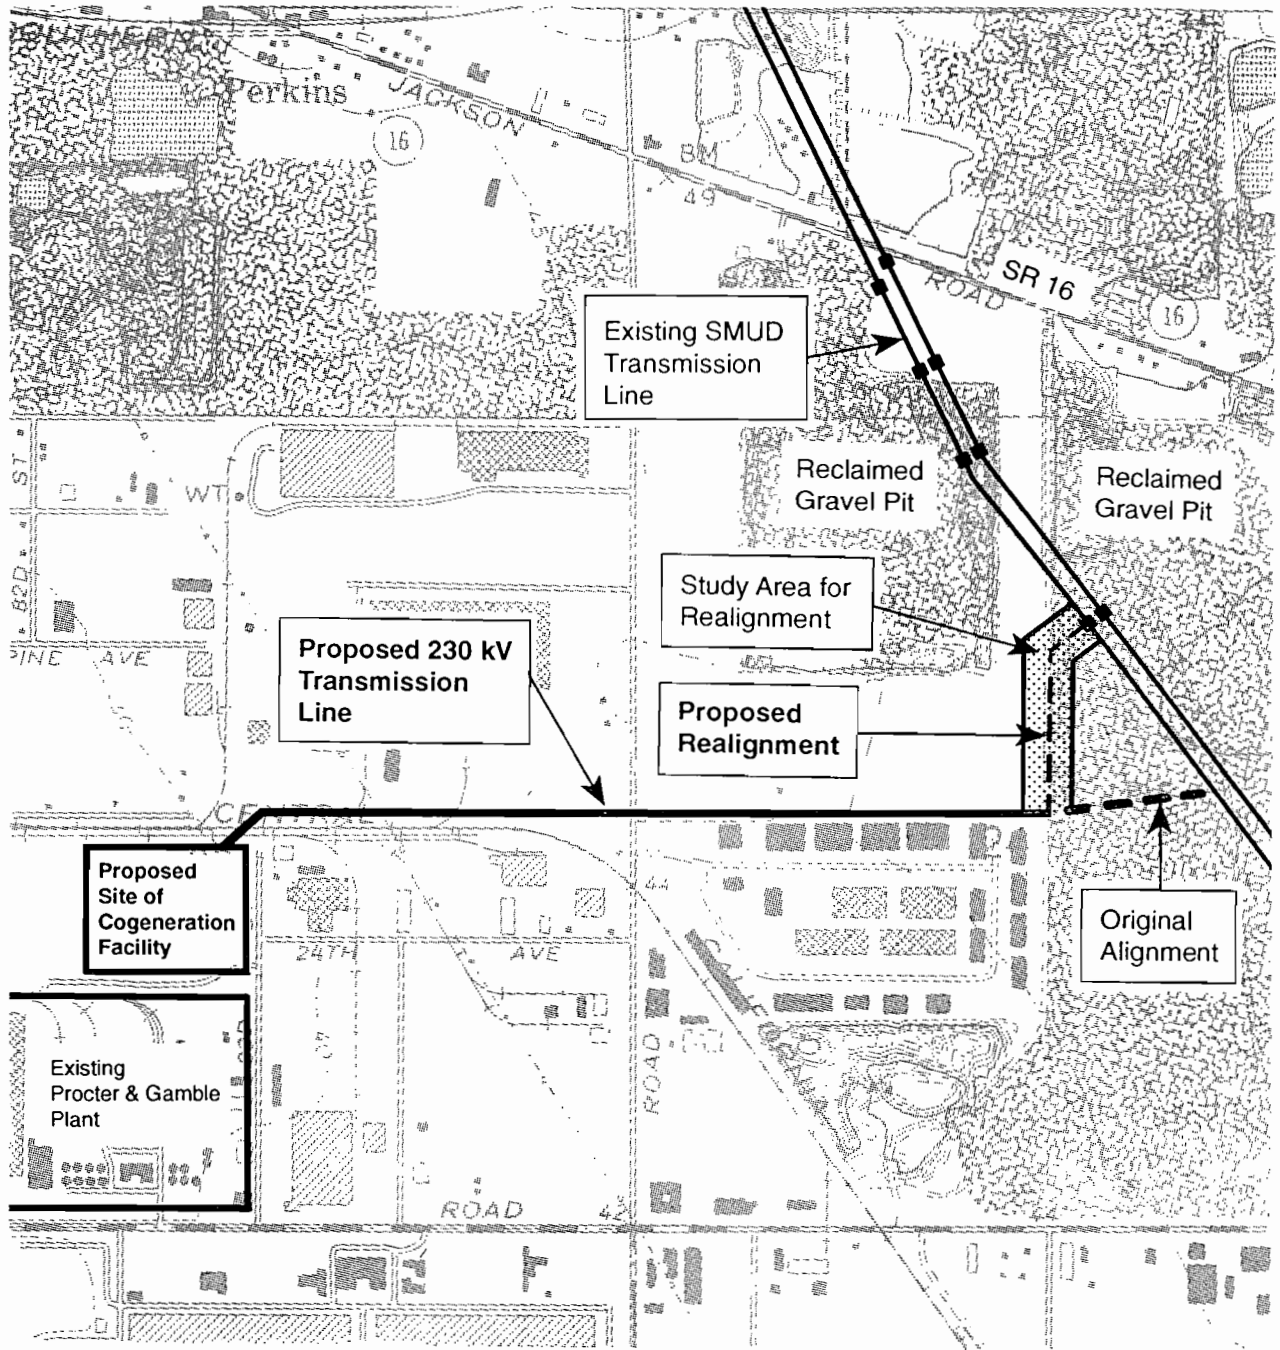 Perkins
JACKSON
16
BM
49
SR 16
ROAD
16
Existing SMUD
Transmission
Line
Reclaimed
Gravel Pit
Reclaimed
Gravel Pit
ST
WT
Study Area for
Realignment
82D
PINE AVE
Proposed 230 kV
Transmission
Line
Proposed
Realignment
CENTRAL
Proposed
Site of
Cogeneration
Facility
44
Original
Alignment
24TH
AVE
ROAD
Existing
Procter & Gamble
Plant
ROAD
42